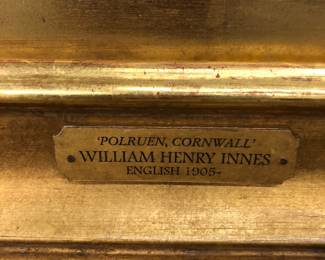 'POLRUEN, CORNWALL'
WILLIAM HENRY INNES
ENGLISH 1905-